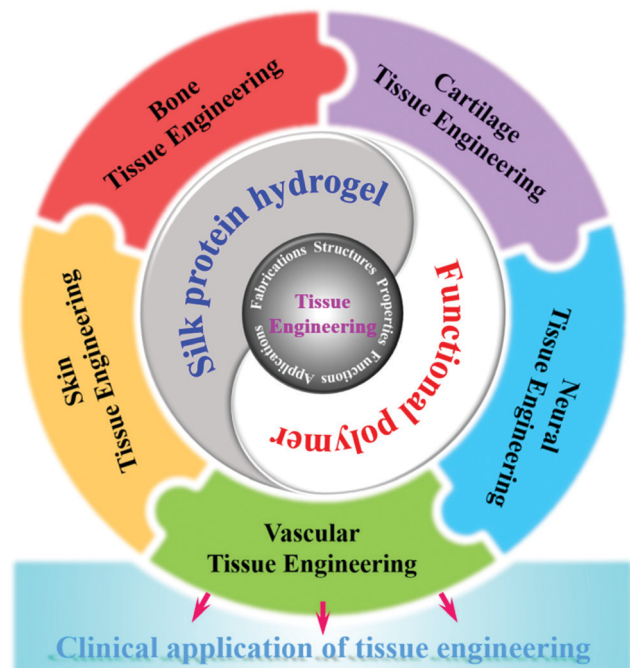 Bone
Tissue Engineering
Cartilage
Tissue Engineering
Silk protein hydrogel
Functional polymer
Fabrications Structures Properties Functions Applications
Tissue
Engineering
Skin
Tissue Engineering
Neural
Tissue Engineering
Vascular
Tissue Engineering
Clinical application of tissue engineering